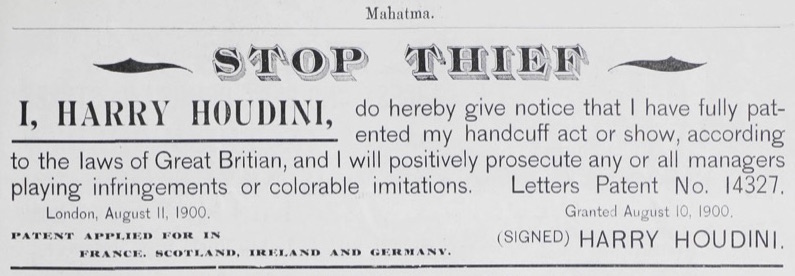 Mahatma.
STOP THIEF
I, HARRY HOUDINI, do hereby give notice that I have fully pat-
ented my handcuff act or show, according
to the laws of Great Britian, and I will positively prosecute any or all managers
playing infringements or colorable imitations. Letters Patent No. 14327.
London, August 11, 1900. Granted August 10, 1900.
PATENT APPLIED FOR IN (SIGNED) HARRY HOUDINI.
FRANCE, SCOTLAND, IRELAND AND GERMANY.